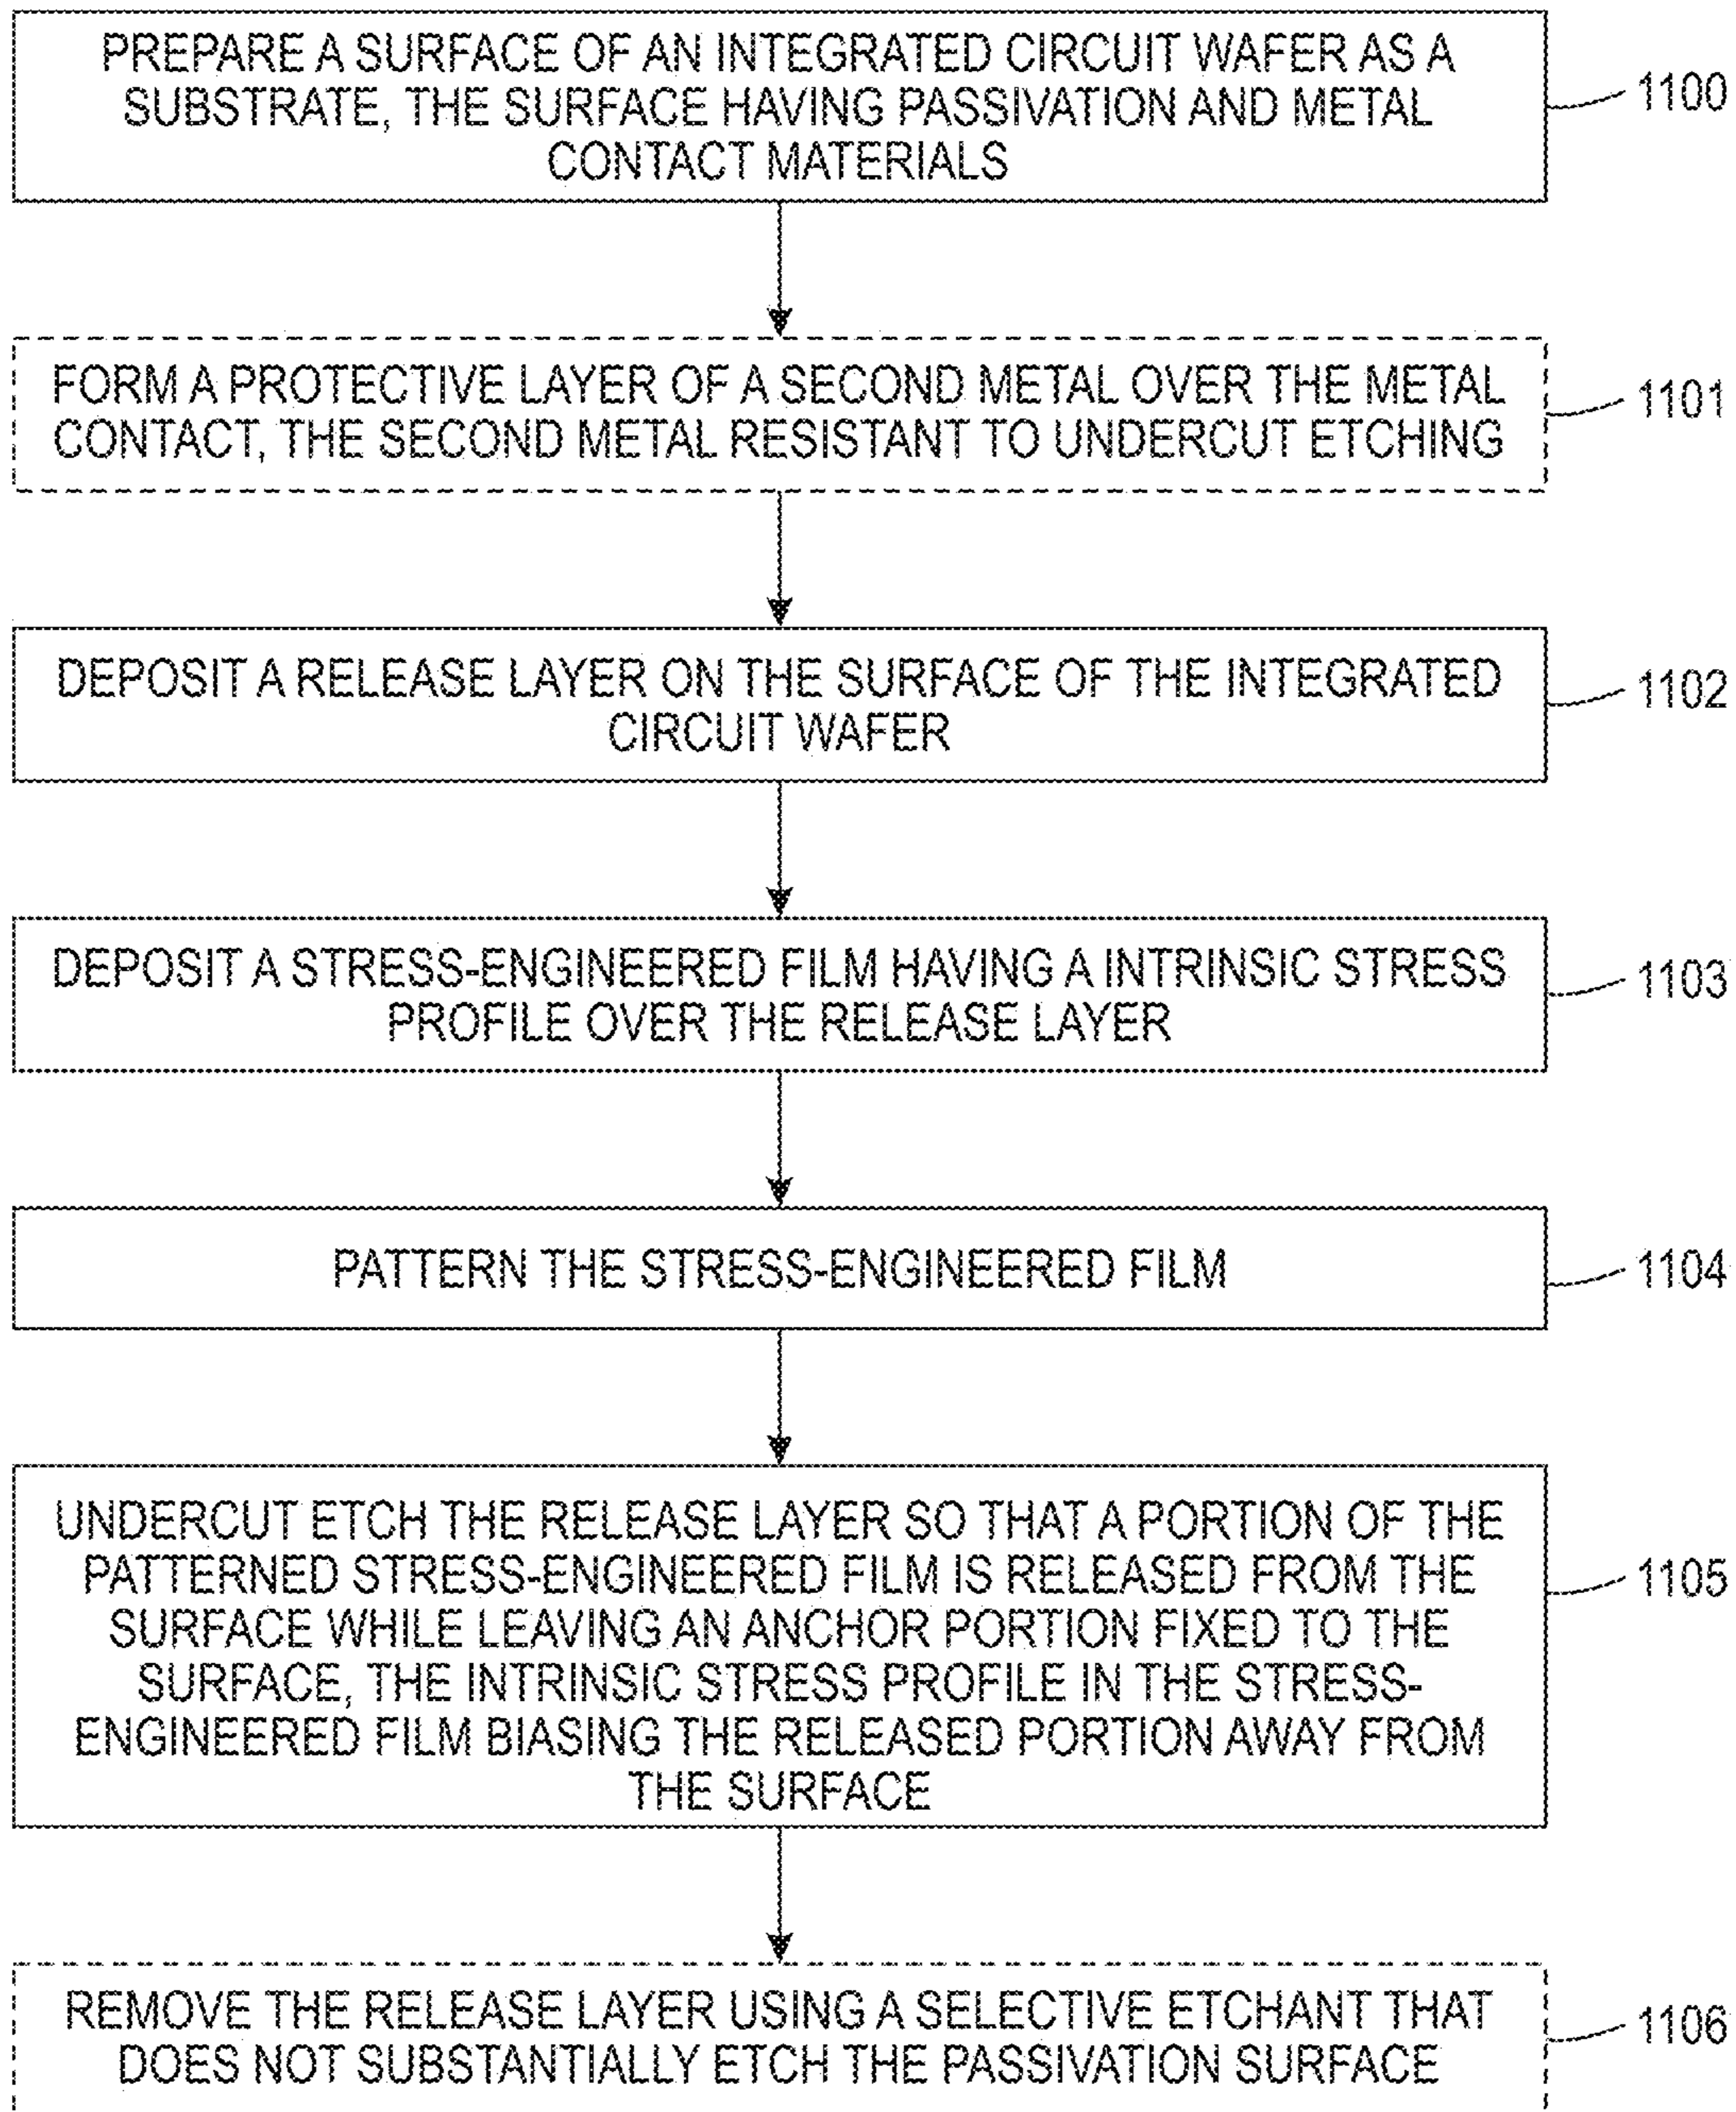 PREPARE A SURFACE OF AN INTEGRATED CIRCUIT WAFER AS A
SUBSTRATE, THE SURFACE HAVING PASSIVATION AND METAL
CONTACT MATERIALS
1100
FORM A PROTECTIVE LAYER OF A SECOND METAL OVER THE METAL
CONTACT, THE SECOND METAL RESISTANT TO UNDERCUT ETCHING
1101
DEPOSIT A RELEASE LAYER ON THE SURFACE OF THE INTEGRATED
CIRCUIT WAFER
1102
DEPOSIT A STRESS-ENGINEERED FILM HAVING A INTRINSIC STRESS
PROFILE OVER THE RELEASE LAYER
1103
PATTERN THE STRESS-ENGINEERED FILM
1104
UNDERCUT ETCH THE RELEASE LAYER SO THAT A PORTION OF THE
PATTERNED STRESS-ENGINEERED FILM IS RELEASED FROM THE
SURFACE WHILE LEAVING AN ANCHOR PORTION FIXED TO THE
SURFACE, THE INTRINSIC STRESS PROFILE IN THE STRESS-
ENGINEERED FILM BIASING THE RELEASED PORTION AWAY FROM
THE SURFACE
1105
REMOVE THE RELEASE LAYER USING A SELECTIVE ETCHANT THAT
DOES NOT SUBSTANTIALLY ETCH THE PASSIVATION SURFACE
1106